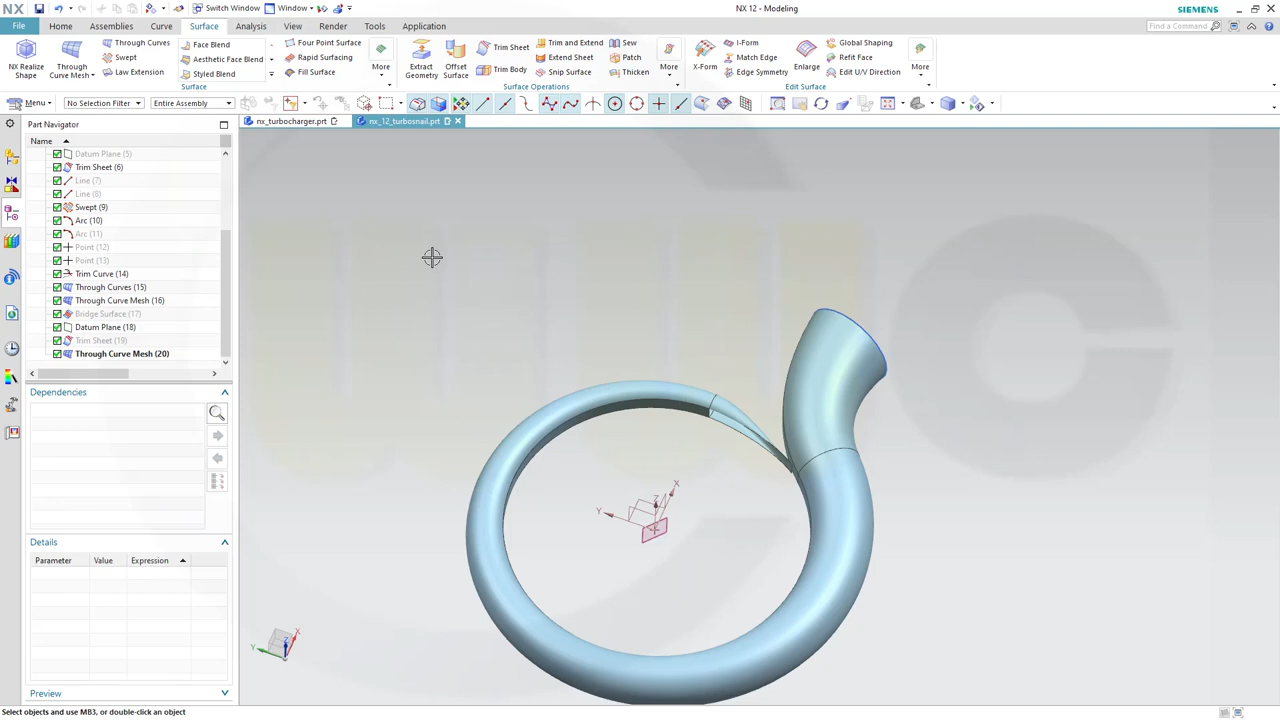 NX
Switch Window
Window
NX 12 - Modeling
SIEMENS
File
Home
Assemblies
Curve
Surface
Analysis
View
Render
Tools
Application
Find a Command
NX Realize Shape
Through Curve Mesh
Through Curves
Swept
Law Extension
Face Blend
Aesthetic Face Blend
Styled Blend
Four Point Surface
Rapid Surfacing
Fill Surface
More
Surface
Extract Geometry
Offset Surface
Trim Sheet
Trim Body
Trim and Extend
Extend Sheet
Snip Surface
Sew
Patch
Thicken
More
Surface Operations
X-Form
I-Form
Match Edge
Edge Symmetry
Enlarge
Global Shaping
Refit Face
Edit U/V Direction
More
Edit Surface
Menu
No Selection Filter
Entire Assembly
Part Navigator
nx_turbocharger.prt
nx_12_turbosnail.prt
Name
Datum Plane (5)
Trim Sheet (6)
Line (7)
Line (8)
Swept (9)
Arc (10)
Arc (11)
Point (12)
Point (13)
Trim Curve (14)
Through Curves (15)
Through Curve Mesh (16)
Bridge Surface (17)
Datum Plane (18)
Trim Sheet (19)
Through Curve Mesh (20)
Dependencies
Details
Parameter Value Expression
Preview
X
Y
Z
X
Y
Z
Select objects and use MB3, or double-click an object